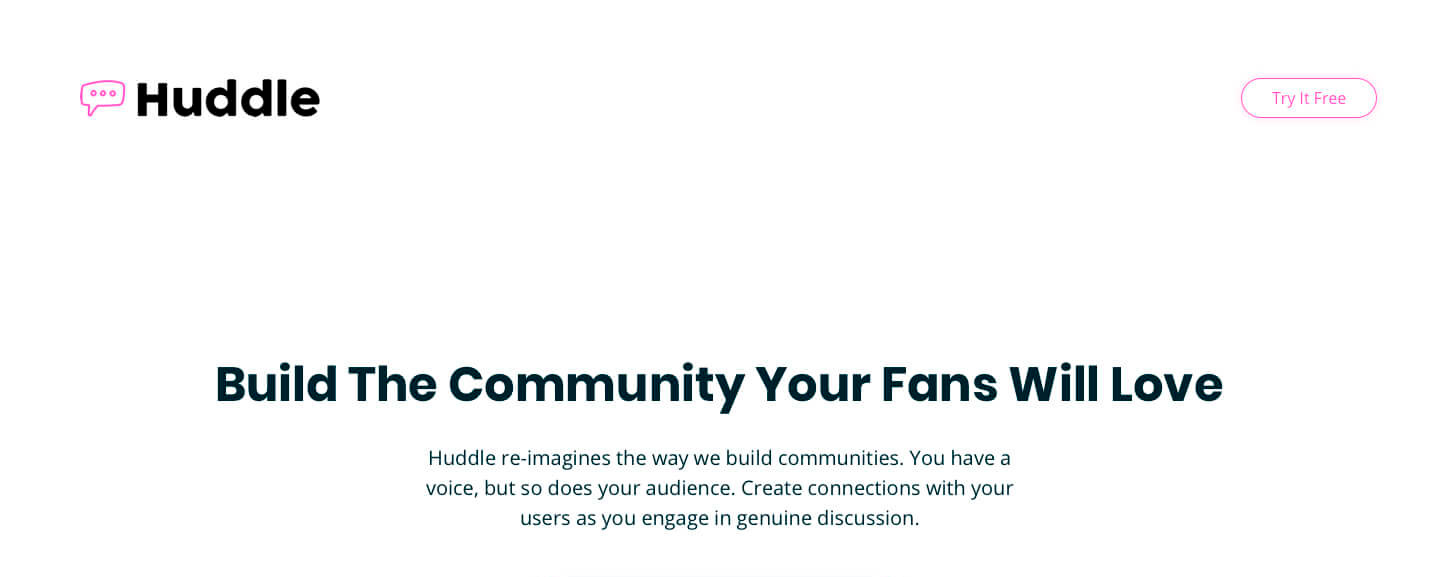 Huddle
Try It Free
Build The Community Your Fans Will Love
Huddle re-imagines the way we build communities. You have a
voice, but so does your audience. Create connections with your
users as you engage in genuine discussion.